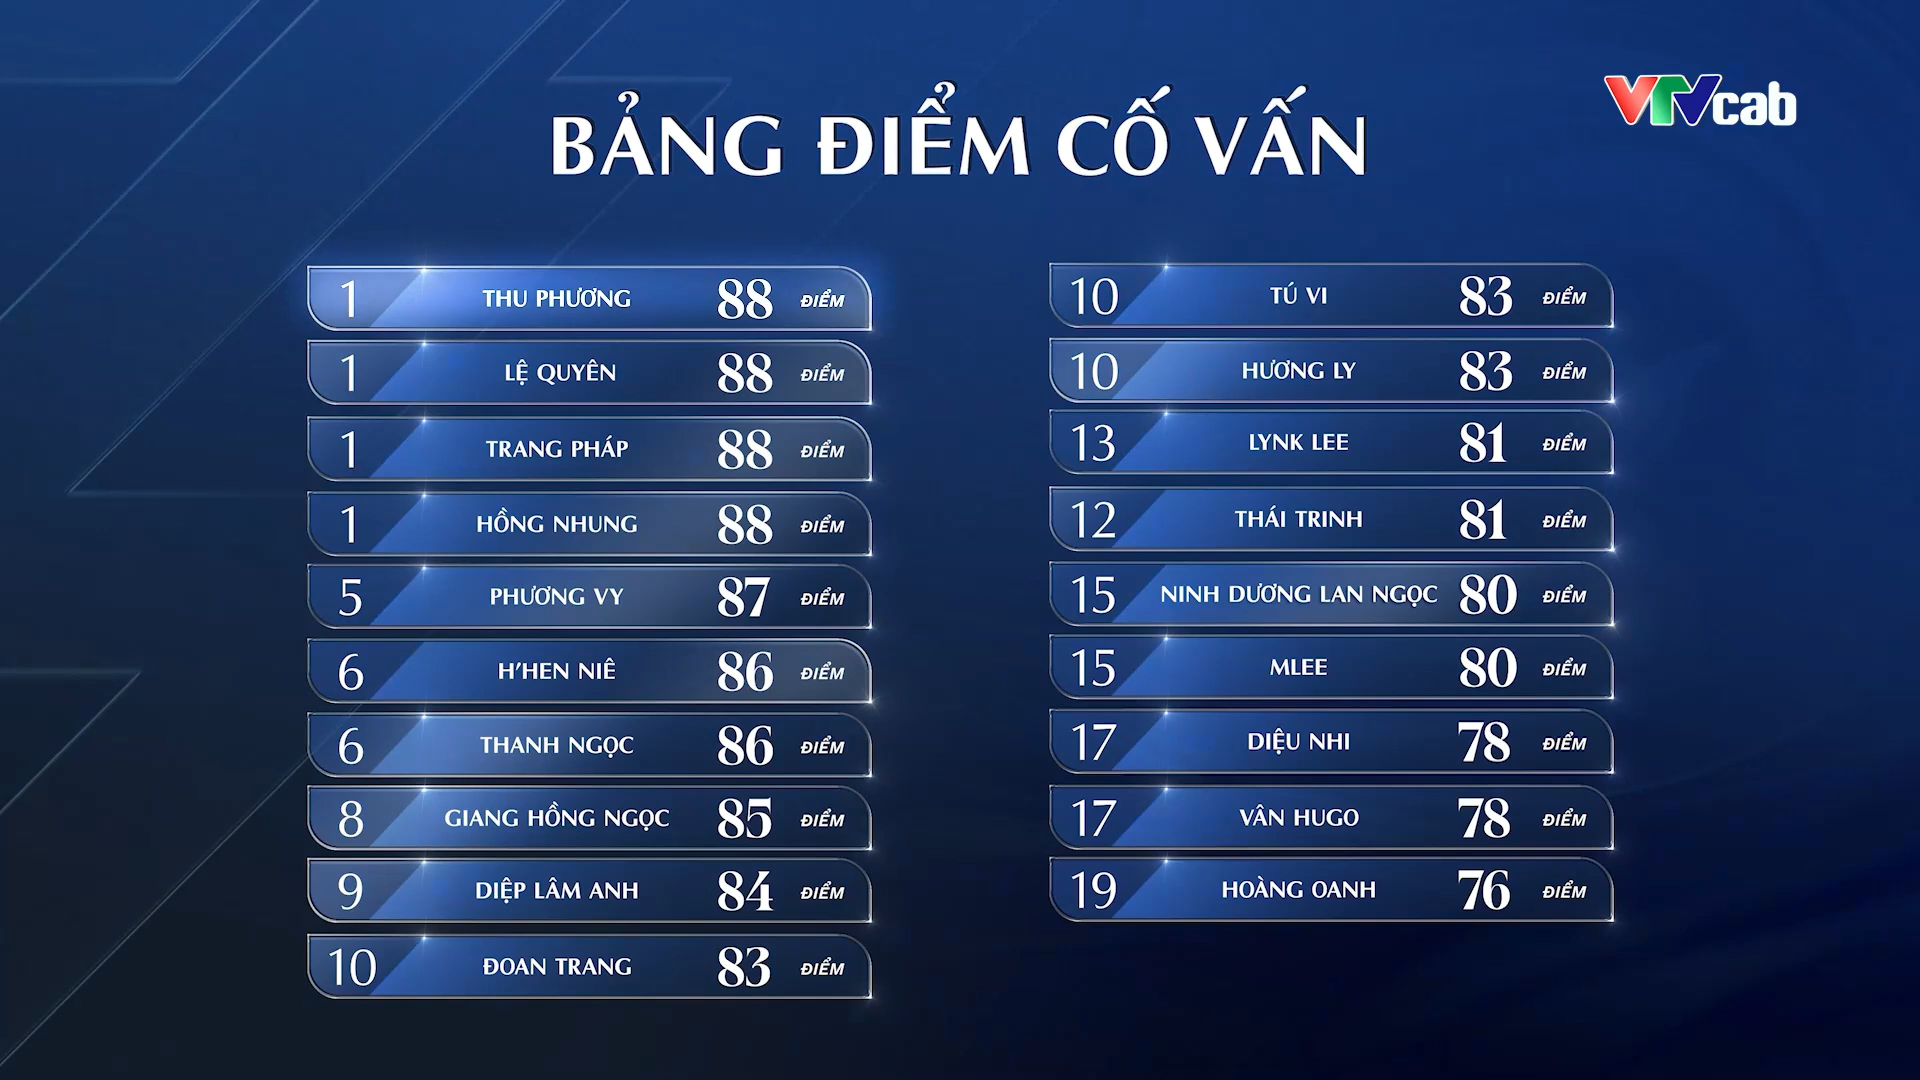 VTVcab
BẢNG ĐIỂM CỐ VẤN
1 THU PHƯƠNG 88 ĐIỂM
1 LỆ QUYÊN 88 ĐIỂM
1 TRANG PHÁP 88 ĐIỂM
1 HỒNG NHUNG 88 ĐIỂM
5 PHƯƠNG VY 87 ĐIỂM
6 H'HEN NIÊ 86 ĐIỂM
6 THANH NGỌC 86 ĐIỂM
8 GIANG HỒNG NGỌC 85 ĐIỂM
9 DIỆP LÂM ANH 84 ĐIỂM
10 ĐOAN TRANG 83 ĐIỂM
10 TÚ VI 83 ĐIỂM
10 HƯƠNG LY 83 ĐIỂM
13 LYNK LEE 81 ĐIỂM
12 THÁI TRINH 81 ĐIỂM
15 NINH DƯƠNG LAN NGỌC 80 ĐIỂM
15 MLEE 80 ĐIỂM
17 DIỆU NHI 78 ĐIỂM
17 VÂN HUGO 78 ĐIỂM
19 HOÀNG OANH 76 ĐIỂM